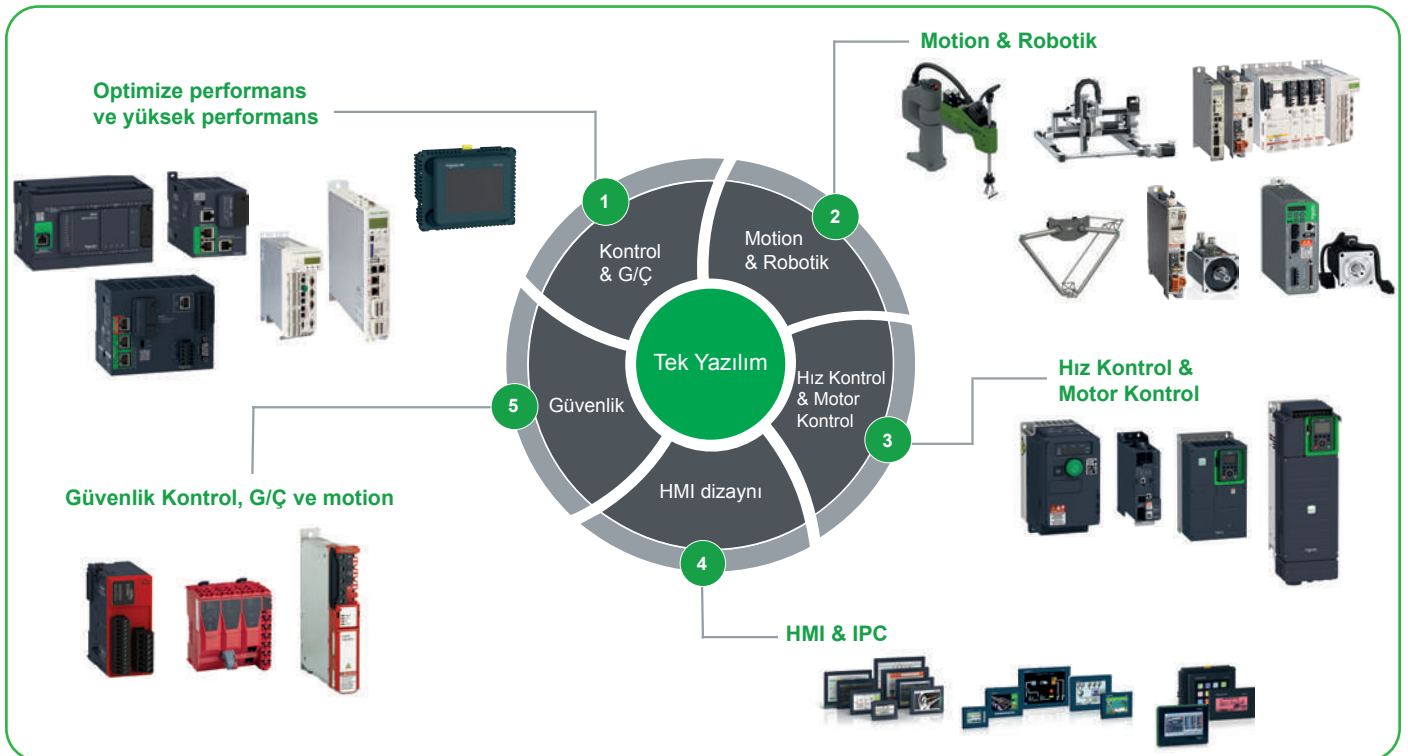 Motion & Robotik
Optimize performans
ve yüksek performans
1
Kontrol
& G/Ç
2
Motion
& Robotik
Tek Yazılım
Hız Kontrol
& Motor
Kontrol
3
Hız Kontrol &
Motor Kontrol
5
Güvenlik
HMI dizaynı
4
Güvenlik Kontrol, G/Ç ve motion
HMI & IPC